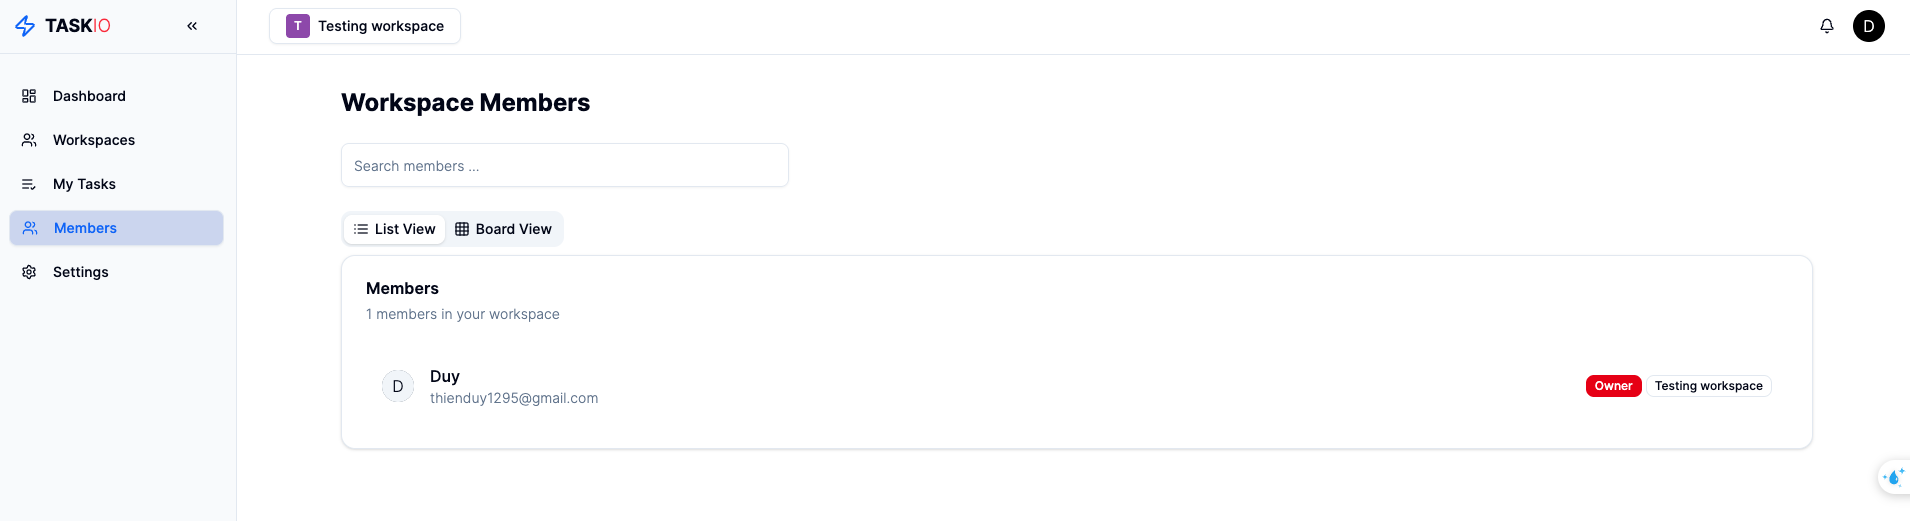 TASKIO
T Testing workspace
D
Dashboard
Workspaces
My Tasks
Members
Settings
Workspace Members
Search members ...
List View
Board View
Members
1 members in your workspace
D
Duy
thienduy1295@gmail.com
Owner
Testing workspace